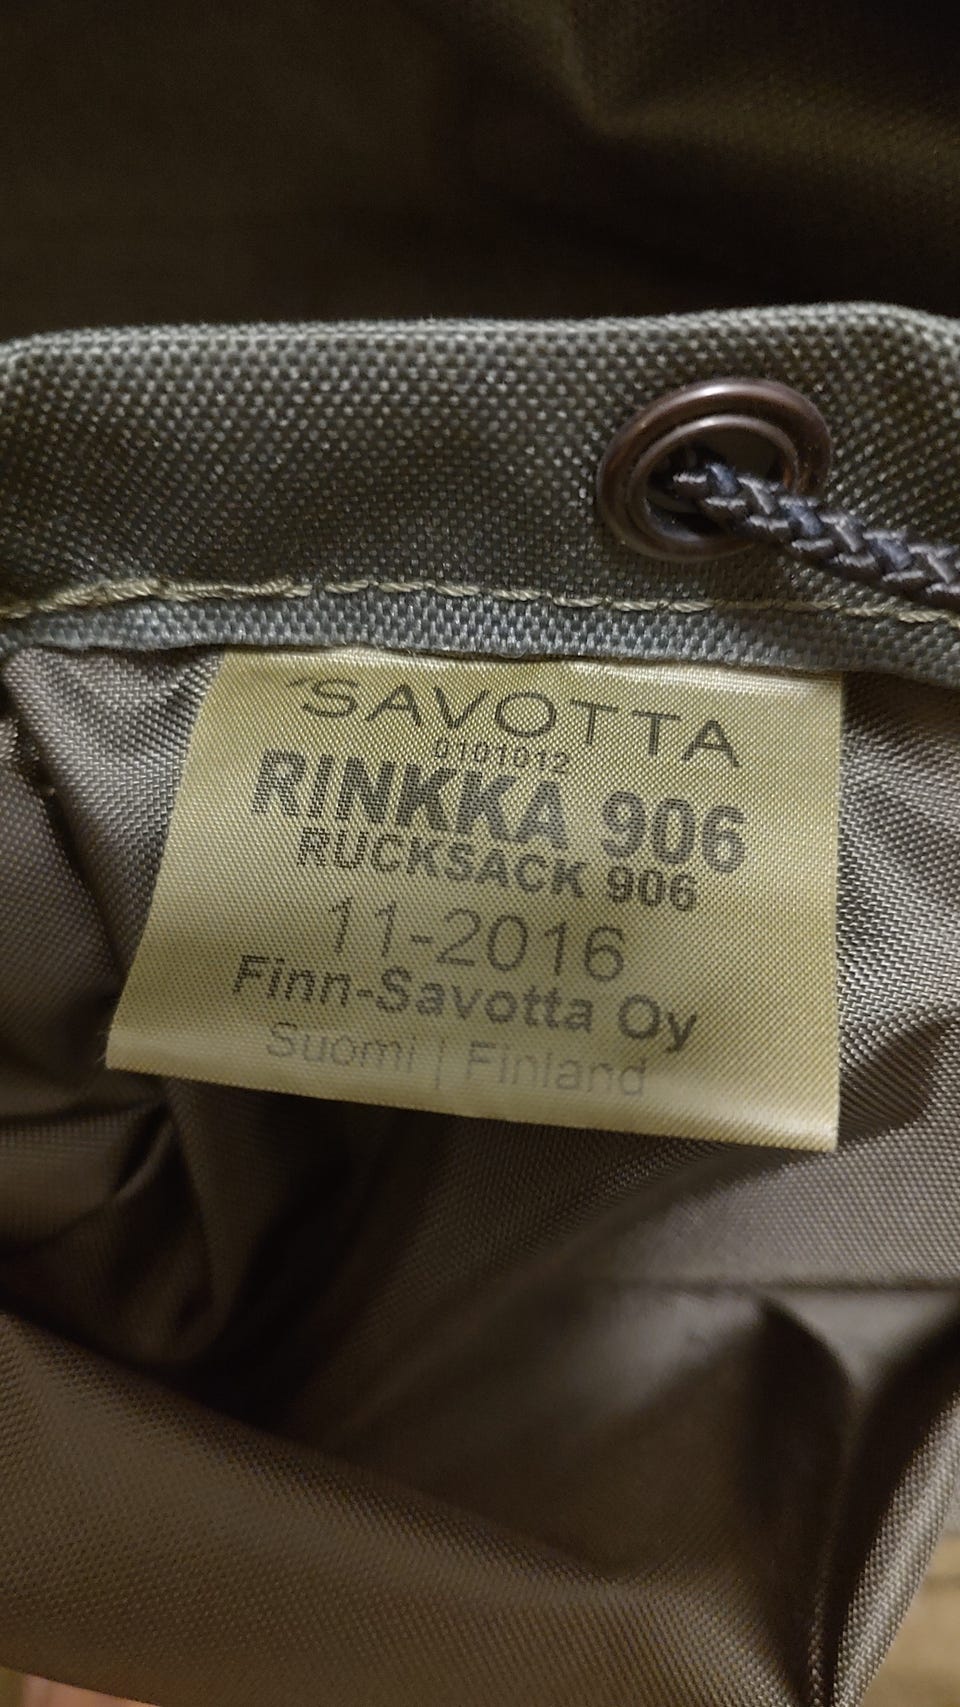 SAVOTTA
0101012
RINKKA 906
RUCKSACK 906
11-2016
Finn-Savotta Oy
Suomi | Finland